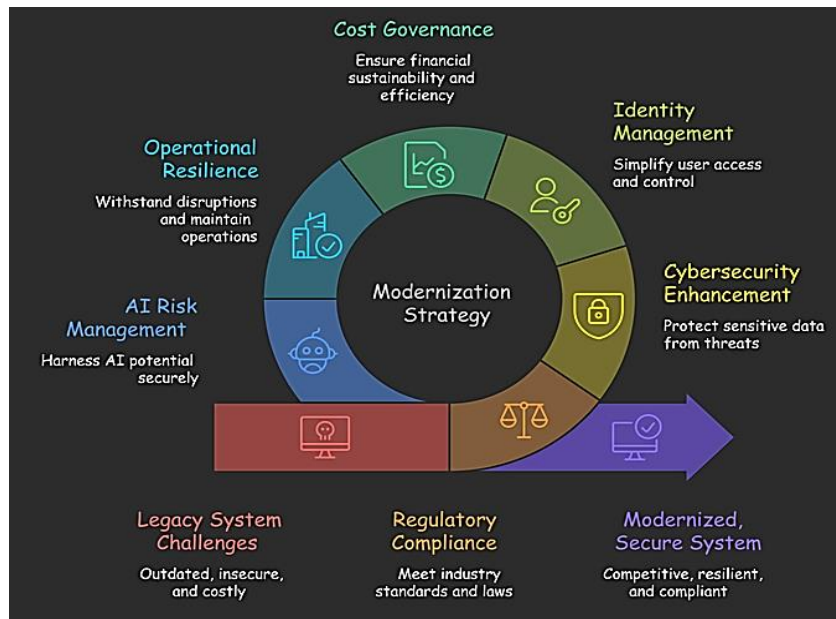 Cost Governance
Ensure financial
sustainability and
efficiency
Identity
Management
Simplify user access
and control
Operational
Resilience
Withstand disruptions
and maintain
operations
Cybersecurity
Enhancement
Protect sensitive data
from threats
Modernization
Strategy
AI Risk
Management
Harness AI potential
securely
Legacy System
Challenges
Outdated, insecure,
and costly
Regulatory
Compliance
Meet industry
standards and laws
Modernized,
Secure System
Competitive, resilient,
and compliant